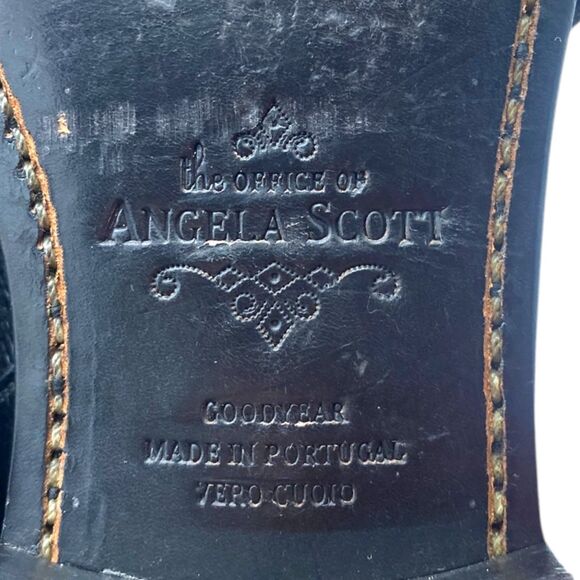 the OFFICE OF
ANGELA SCOTT
GOODYEAR
MADE IN PORTUGAL
VERO CUOIO